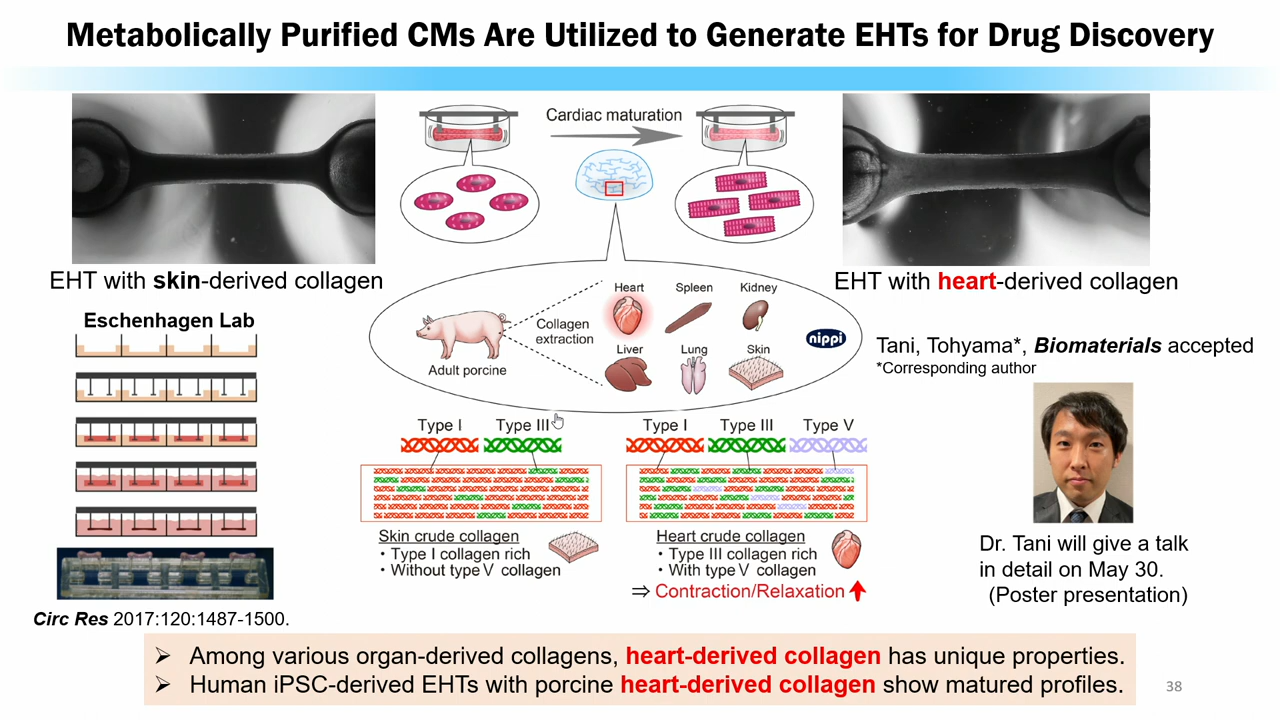 Metabolically Purified CMs Are Utilized to Generate EHTs for Drug Discovery
Cardiac maturation
EHT with skin-derived collagen
EHT with heart-derived collagen
Eschenhagen Lab
Circ Res 2017:120:1487-1500.
Adult porcine
Collagen
extraction
Heart
Spleen
Kidney
Liver
Lung
Skin
nippi
Type I
Type III
Skin crude collagen
・Type I collagen rich
・Without type V collagen
Type I
Type III
Type V
Heart crude collagen
・Type III collagen rich
・With type V collagen
⇒ Contraction/Relaxation
Tani, Tohyama*, Biomaterials accepted
*Corresponding author
Dr. Tani will give a talk
in detail on May 30.
(Poster presentation)
➢ Among various organ-derived collagens, heart-derived collagen has unique properties.
➢ Human iPSC-derived EHTs with porcine heart-derived collagen show matured profiles.
38